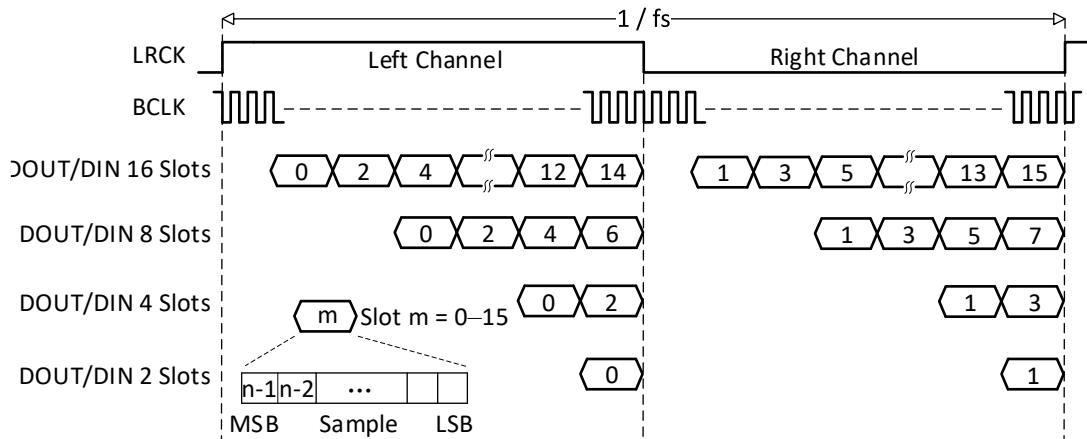 1 / fs
LRCK Left Channel Right Channel
BCLK
DOUT/DIN 16 Slots 0 2 4 12 14 1 3 5 13 15
DOUT/DIN 8 Slots 0 2 4 6 1 3 5 7
DOUT/DIN 4 Slots 0 2 1 3
m Slot m = 0–15
DOUT/DIN 2 Slots 0 1
n-1 n-2 ...
MSB Sample LSB